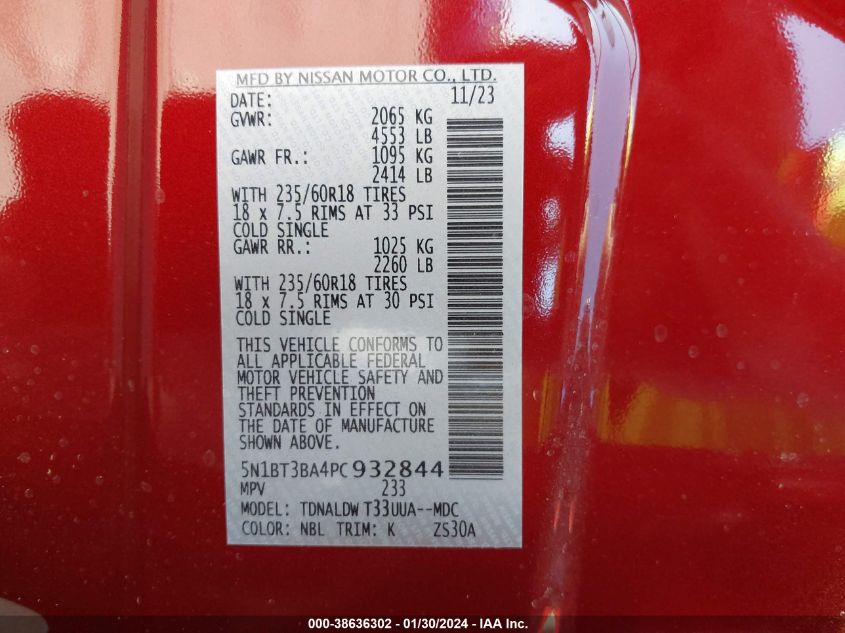 MFD BY NISSAN MOTOR CO., LTD.
DATE: 11/23
GVWR: 2065 KG
4553 LB
GAWR FR.: 1095 KG
2414 LB
WITH 235/60R18 TIRES
18 x 7.5 RIMS AT 33 PSI
COLD SINGLE
GAWR RR.: 1025 KG
2260 LB
WITH 235/60R18 TIRES
18 x 7.5 RIMS AT 30 PSI
COLD SINGLE
THIS VEHICLE CONFORMS TO
ALL APPLICABLE FEDERAL
MOTOR VEHICLE SAFETY AND
THEFT PREVENTION
STANDARDS IN EFFECT ON
THE DATE OF MANUFACTURE
SHOWN ABOVE.
5N1BT3BA4PC932844
MPV 233
MODEL: TDNALDW T33UUA--MDC
COLOR: NBL TRIM: K ZS30A
000-38636302 - 01/30/2024 - IAA Inc.